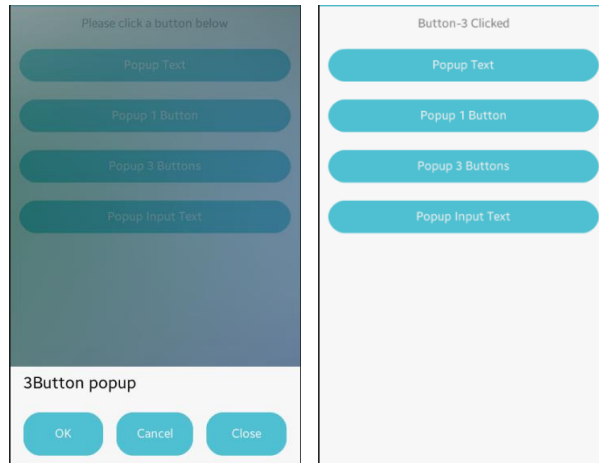 Please click a button below
Popup Text
Popup 1 Button
Popup 3 Buttons
Popup Input Text
3Button popup
OK
Cancel
Close
Button-3 Clicked
Popup Text
Popup 1 Button
Popup 3 Buttons
Popup Input Text